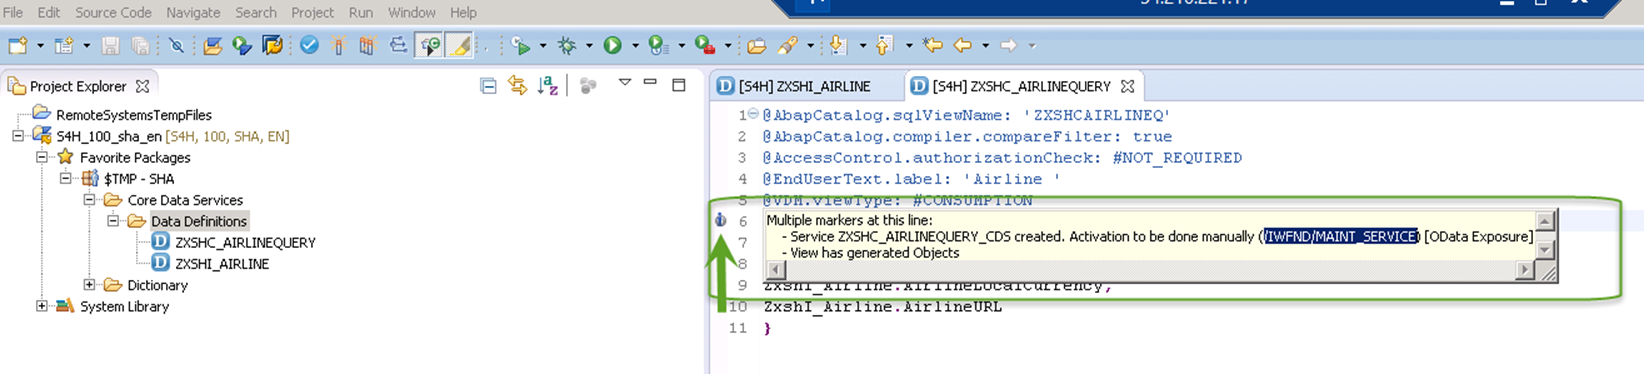 File Edit Source Code Navigate Search Project Run Window Help
Project Explorer
RemoteSystemsTempFiles
S4H_100_sha_en [S4H, 100, SHA, EN]
Favorite Packages
$TMP - SHA
Core Data Services
Data Definitions
ZXSHC_AIRLINEQUERY
ZXSHI_AIRLINE
Dictionary
System Library
[S4H] ZXSHI_AIRLINE
[S4H] ZXSHC_AIRLINEQUERY
1 @AbapCatalog.sqlViewName: 'ZXSHCAIRLINEQ'
2 @AbapCatalog.compiler.compareFilter: true
3 @AccessControl.authorizationCheck: #NOT_REQUIRED
4 @EndUserText.label: 'Airline '
5 @VDM.viewType: #CONSUMPTION
6
Multiple markers at this line:
- Service ZXSHC_AIRLINEQUERY_CDS created. Activation to be done manually (/IWFND/MAINT_SERVICE) [OData Exposure]
7
- View has generated Objects
8
9 ZxshI_Airline.AirlineLocalCurrency,
10 ZxshI_Airline.AirlineURL
11 }